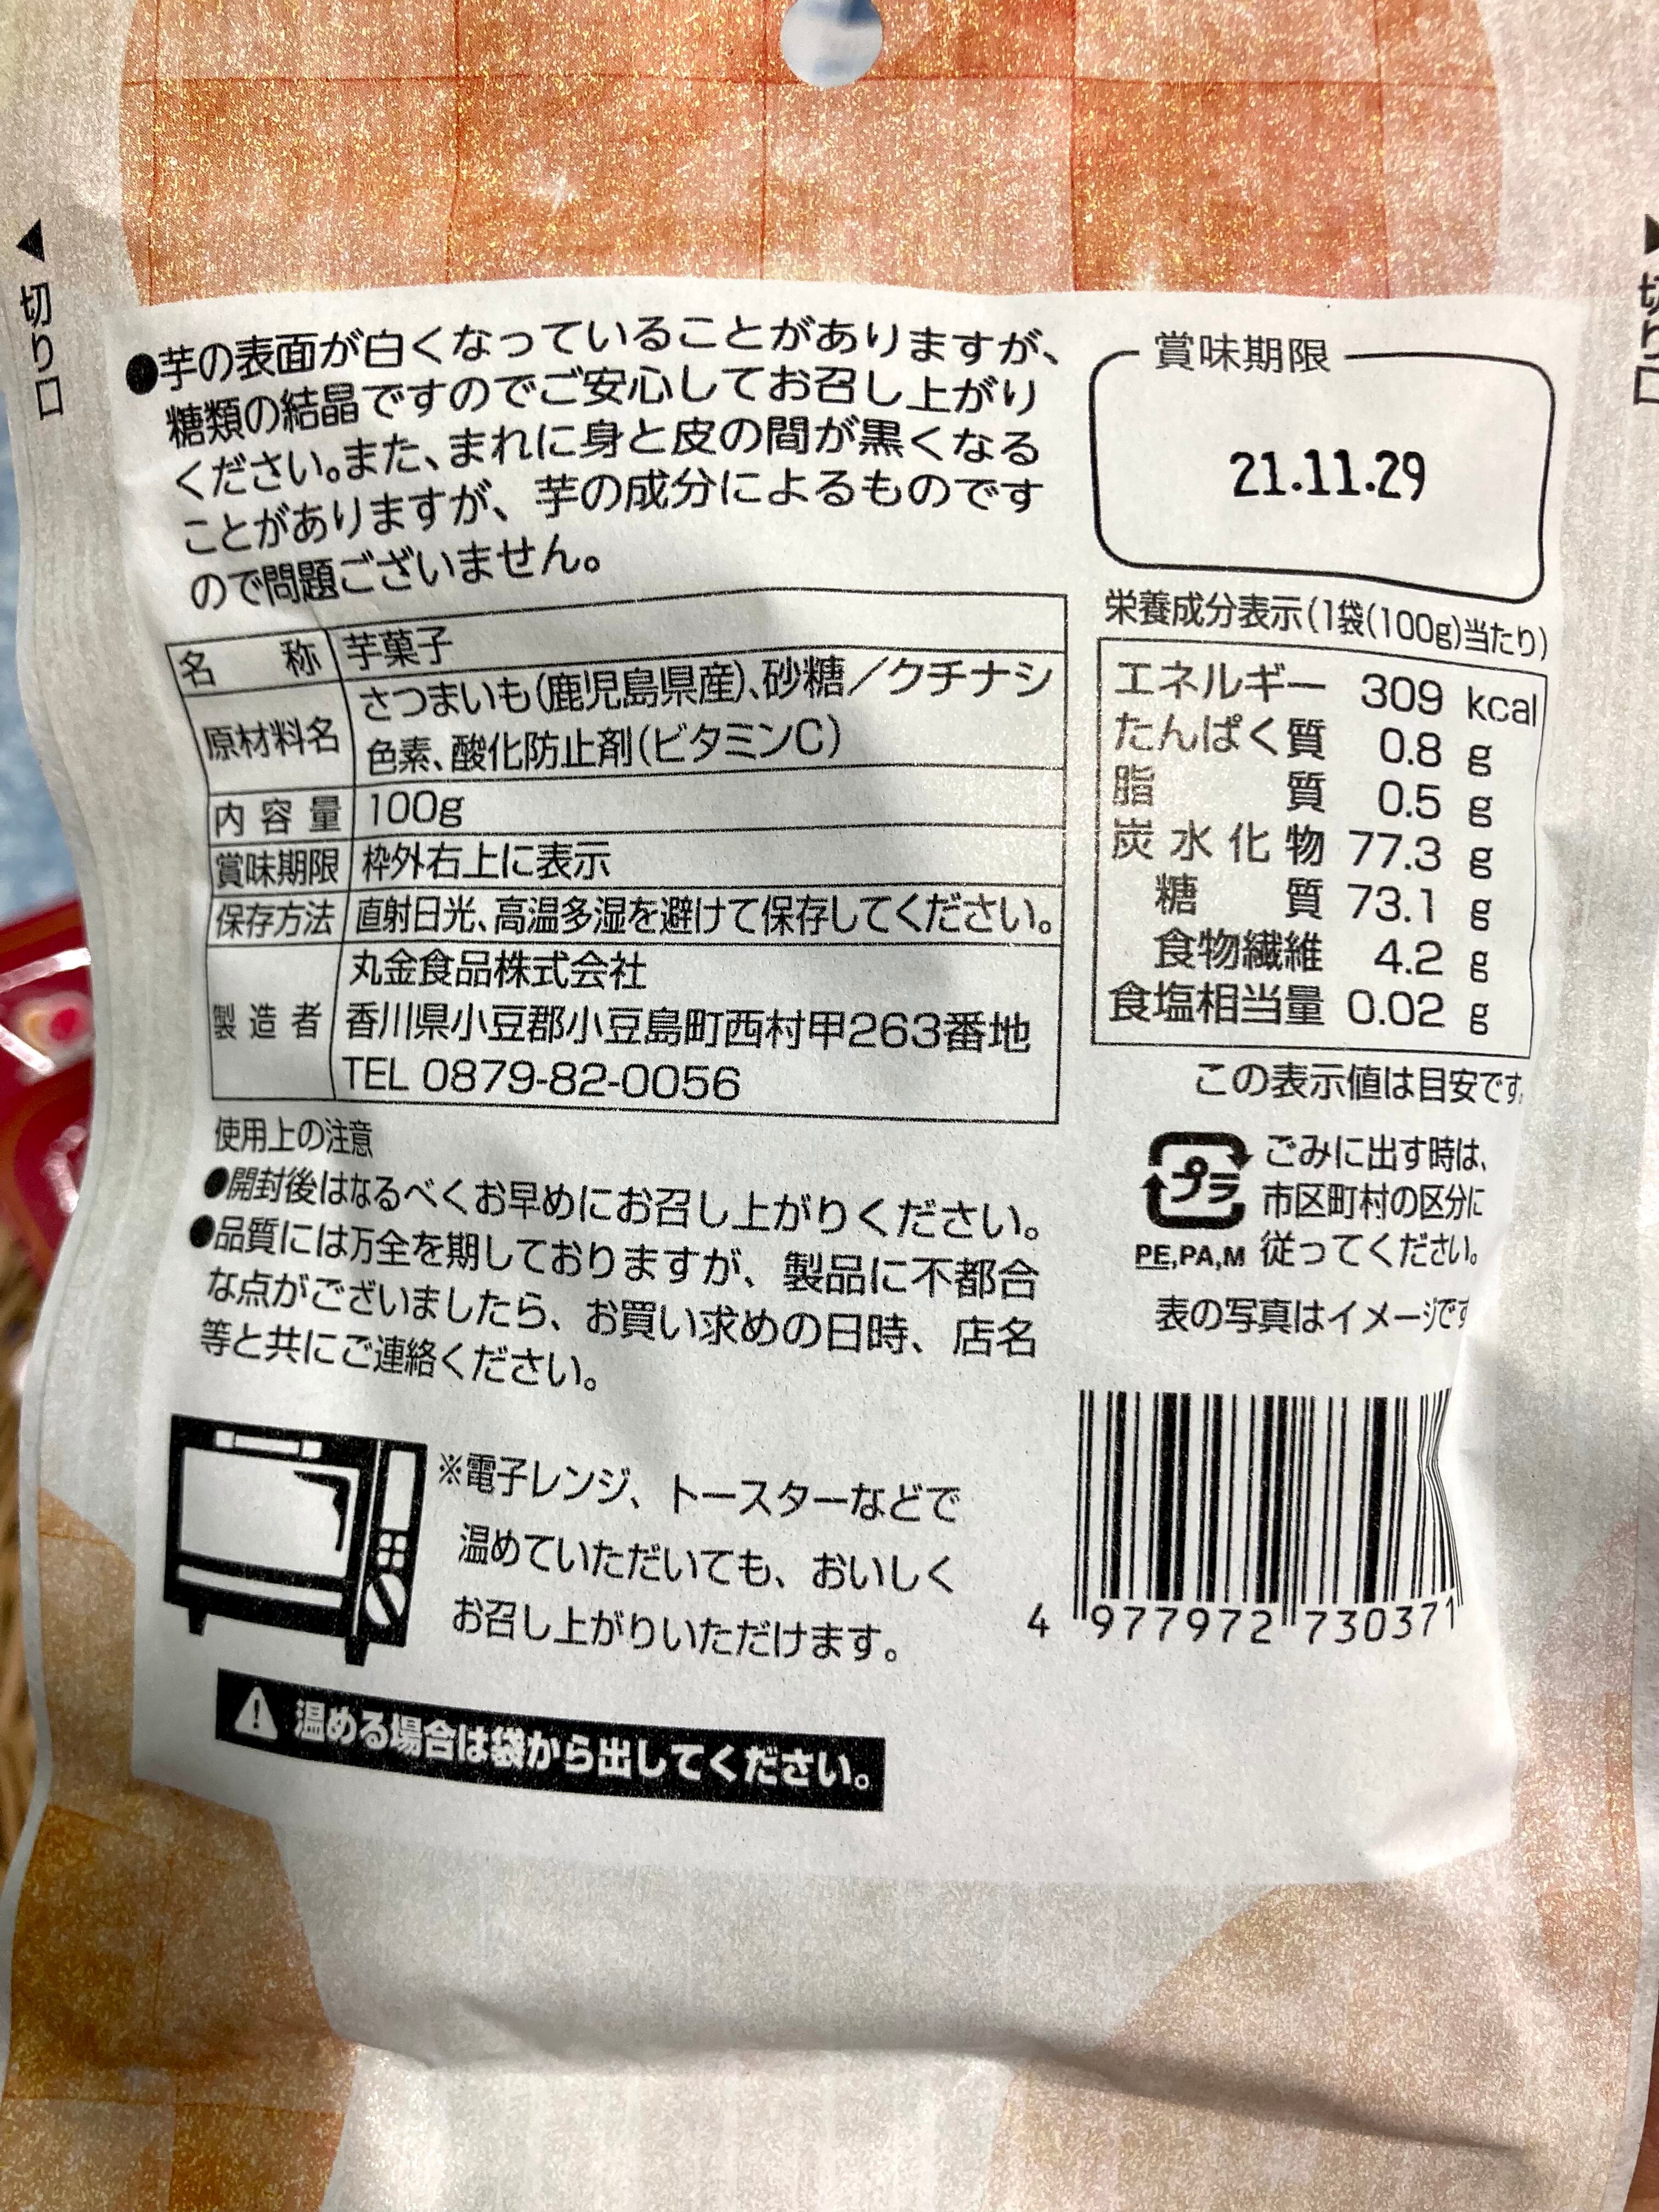 切り口
●芋の表面が白くなっていることがありますが、
糖類の結晶ですのでご安心してお召し上がり
ください。また、まれに身と皮の間が黒くなる
ことがありますが、芋の成分によるものです
ので問題ございません。
賞味期限
21.11.29
名称 芋菓子
原材料名 さつまいも(鹿児島県産)、砂糖/クチナシ
色素、酸化防止剤(ビタミンC)
内容量 100g
賞味期限 枠外右上に表示
保存方法 直射日光、高温多湿を避けて保存してください。
製造者 丸金食品株式会社
香川県小豆郡小豆島町西村甲263番地
TEL 0879-82-0056
栄養成分表示(1袋(100g)当たり)
エネルギー 309 kcal
たんぱく質 0.8 g
脂質 0.5 g
炭水化物 77.3 g
糖質 73.1 g
食物繊維 4.2 g
食塩相当量 0.02 g
この表示値は目安です。
使用上の注意
●開封後はなるべくお早めにお召し上がりください。
●品質には万全を期しておりますが、製品に不都合
な点がございましたら、お買い求めの日時、店名
等と共にご連絡ください。
プラ
PE,PA,M
ごみに出す時は、
市区町村の区分に
従ってください。
表の写真はイメージです
※電子レンジ、トースターなどで
温めていただいても、おいしく
お召し上がりいただけます。
温める場合は袋から出してください。
4 977972 730371
切り口